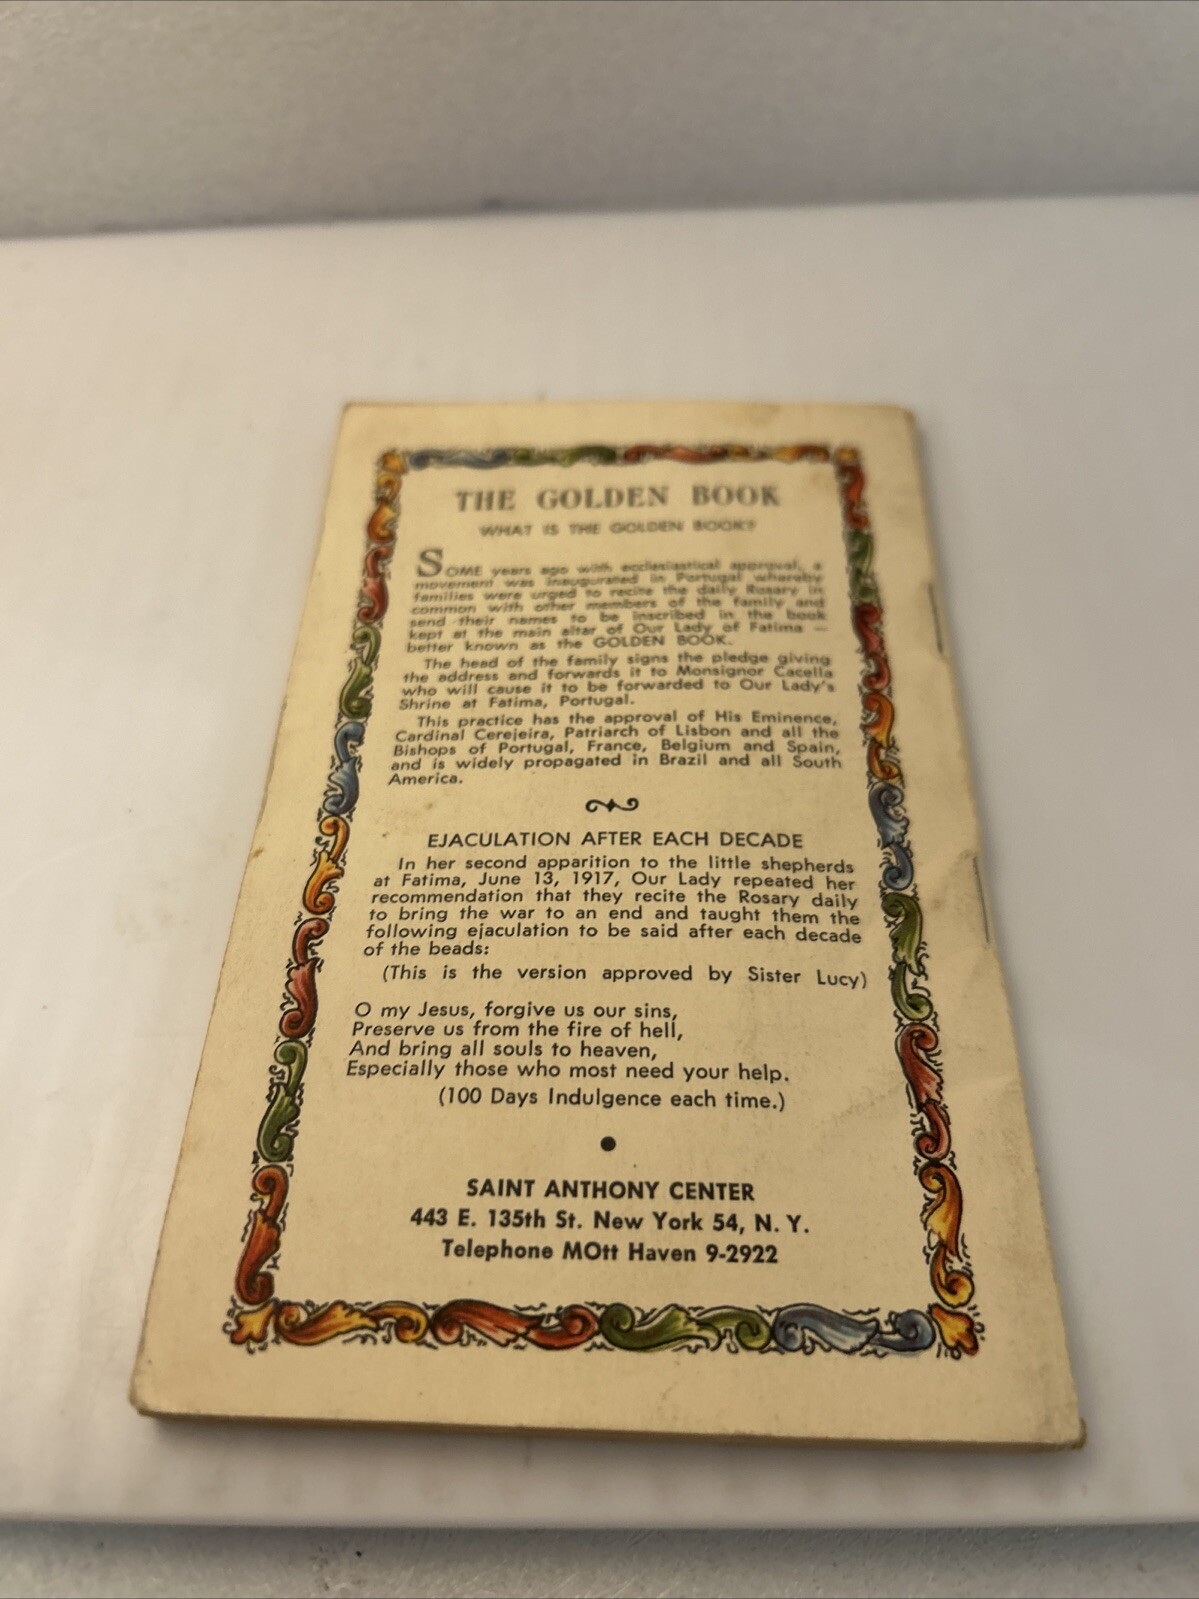 THE GOLDEN BOOK
WHAT IS THE GOLDEN BOOK?
SOME years ago with ecclesiastical approval, a
movement was inaugurated in Portugal whereby
families were urged to recite the daily Rosary in
common with other members of the family and
send their names to be inscribed in the book
kept at the main altar of Our Lady of Fatima —
better known as the GOLDEN BOOK.
The head of the family signs the pledge giving
the address and forwards it to Monsignor Cacella
who will cause it to be forwarded to Our Lady's
Shrine at Fatima, Portugal.
This practice has the approval of His Eminence,
Cardinal Cerejeira, Patriarch of Lisbon and all the
Bishops of Portugal, France, Belgium and Spain,
and is widely propagated in Brazil and all South
America.
EJACULATION AFTER EACH DECADE
In her second apparition to the little shepherds
at Fatima, June 13, 1917, Our Lady repeated her
recommendation that they recite the Rosary daily
to bring the war to an end and taught them the
following ejaculation to be said after each decade
of the beads:
(This is the version approved by Sister Lucy)
O my Jesus, forgive us our sins,
Preserve us from the fire of hell,
And bring all souls to heaven,
Especially those who most need your help.
(100 Days Indulgence each time.)
SAINT ANTHONY CENTER
443 E. 135th St. New York 54, N. Y.
Telephone MOtt Haven 9-2922